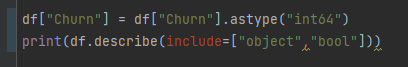 df["Churn"] = df["Churn"].astype("int64")
print(df.describe(include=["object","bool"]))